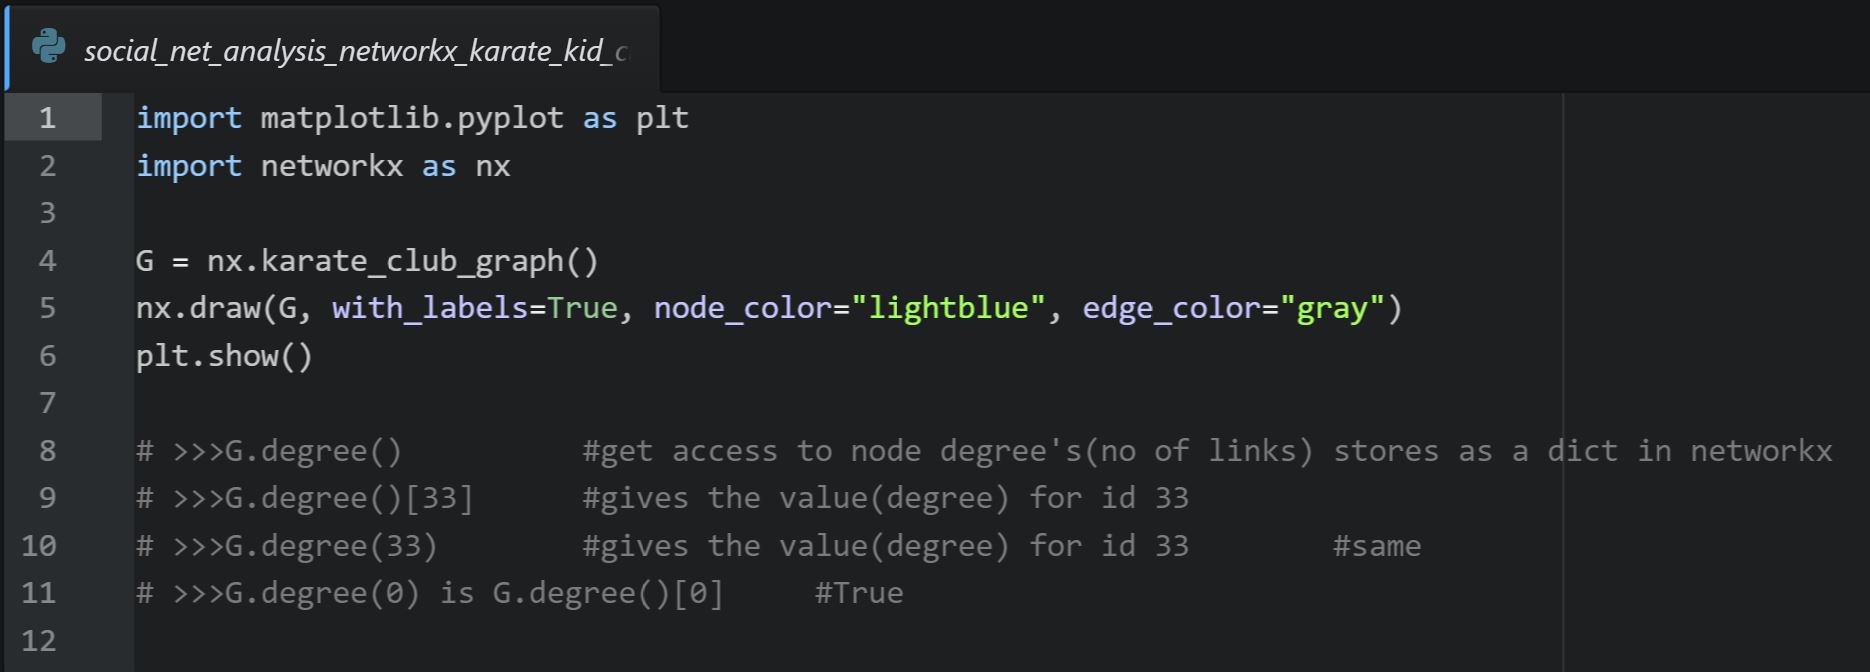 social_net_analysis_networkx_karate_kid_c
1 import matplotlib.pyplot as plt
2 import networkx as nx
3
4 G = nx.karate_club_graph()
5 nx.draw(G, with_labels=True, node_color="lightblue", edge_color="gray")
6 plt.show()
7
8 # >>>G.degree()          #get access to node degree's(no of links) stores as a dict in networkx
9 # >>>G.degree()[33]      #gives the value(degree) for id 33
10 # >>>G.degree(33)        #gives the value(degree) for id 33        #same
11 # >>>G.degree(0) is G.degree()[0]     #True
12